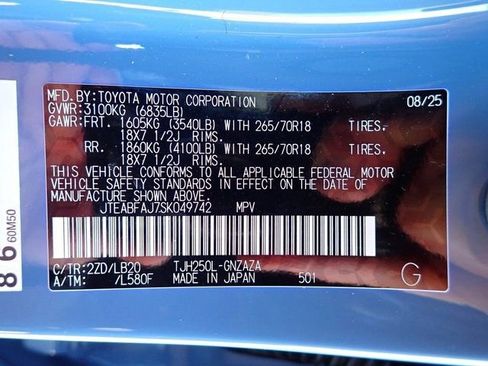 MFD. BY: TOYOTA MOTOR CORPORATION 08/25
GVWR: 3100KG (6835LB)
GAWR: FRT. 1605KG (3540LB) WITH 265/70R18 TIRES.
18X7 1/2J RIMS.
RR. 1860KG (4100LB) WITH 265/70R18 TIRES.
18X7 1/2J RIMS.
THIS VEHICLE CONFORMS TO ALL APPLICABLE FEDERAL MOTOR
VEHICLE SAFETY STANDARDS IN EFFECT ON THE DATE OF
MANUFACTURE SHOWN ABOVE.
JTEABFAJ7SK049742 MPV
C/TR: 2ZD/LB20 TJH250L-GNZAZA
A/TM: /L580F MADE IN JAPAN 501 G
86
60M50